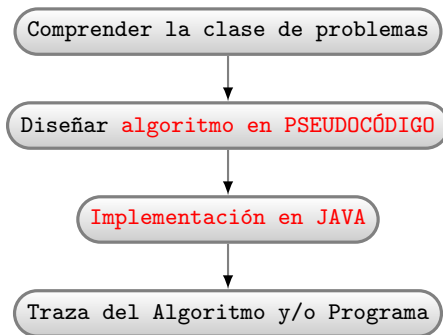 Comprender la clase de problemas
Diseñar algoritmo en PSEUDOCÓDIGO
Implementación en JAVA
Traza del Algoritmo y/o Programa